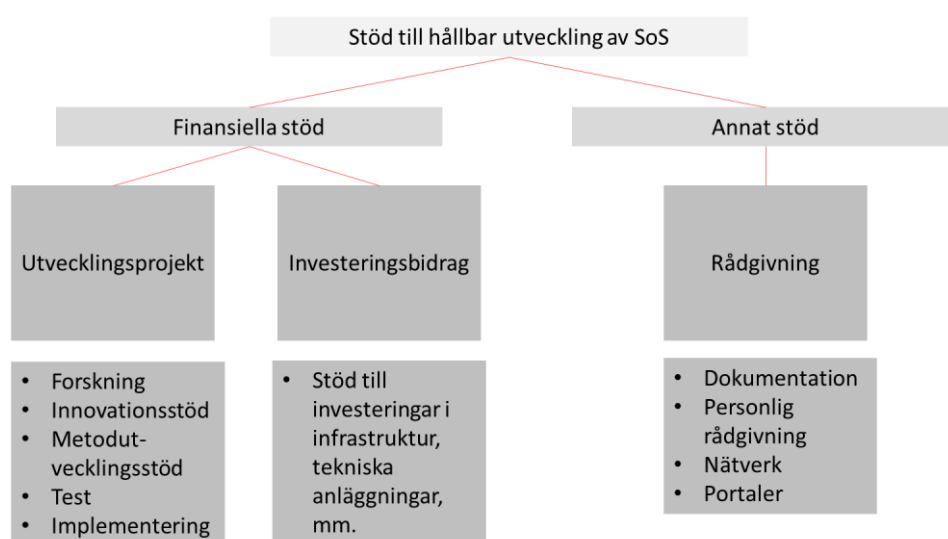 Stöd till hållbar utveckling av SoS
Finansiella stöd
Annat stöd
Utvecklingsprojekt
Investeringsbidrag
Rådgivning
• Forskning
• Innovationsstöd
• Metodut-
vecklingsstöd
• Test
• Implementering
• Stöd till
investeringar i
infrastruktur,
tekniska
anläggningar,
mm.
• Dokumentation
• Personlig
rådgivning
• Nätverk
• Portaler